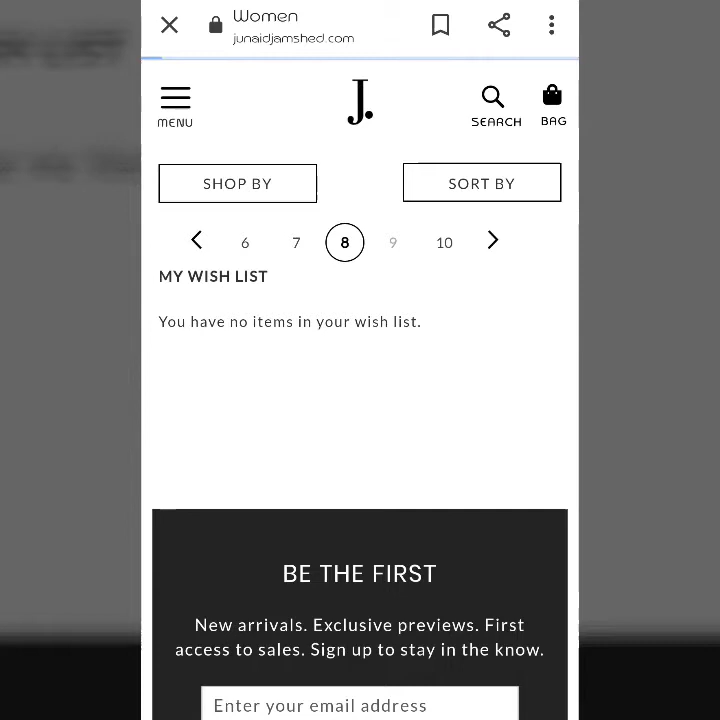 Women
junaidjamshed.com
MENU
J.
SEARCH
BAG
SHOP BY
SORT BY
6 7 8 9 10
MY WISH LIST
You have no items in your wish list.
BE THE FIRST
New arrivals. Exclusive previews. First
access to sales. Sign up to stay in the know.
Enter your email address